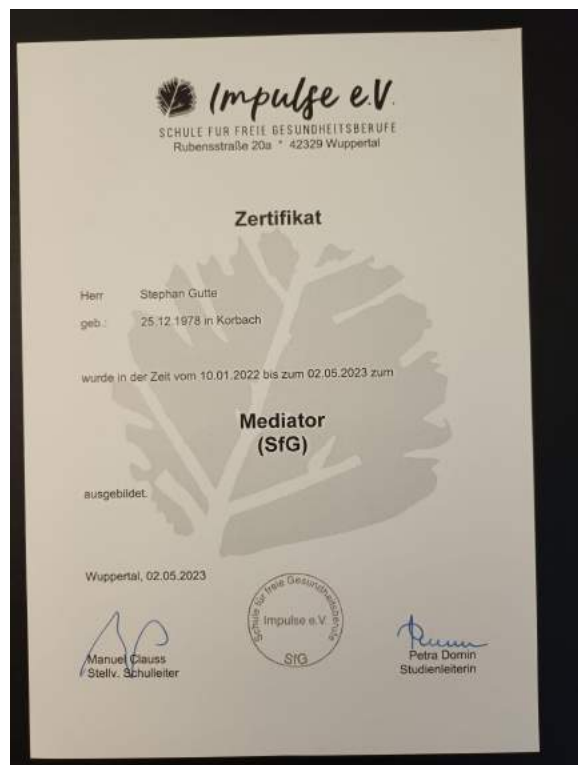 Impulse e.V.
SCHULE FÜR FREIE GESUNDHEITSBERUFE
Rubensstraße 20a * 42329 Wuppertal
Zertifikat
Herr Stephan Gutte
geb.: 25.12.1978 in Korbach
wurde in der Zeit vom 10.01.2022 bis zum 02.05.2023 zum
Mediator
(SfG)
ausgebildet.
Wuppertal, 02.05.2023
Schule für freie Gesundheitsberufe
Impulse e.V.
SfG
Manuel Clauss
Stellv. Schulleiter
Petra Domin
Studienleiterin